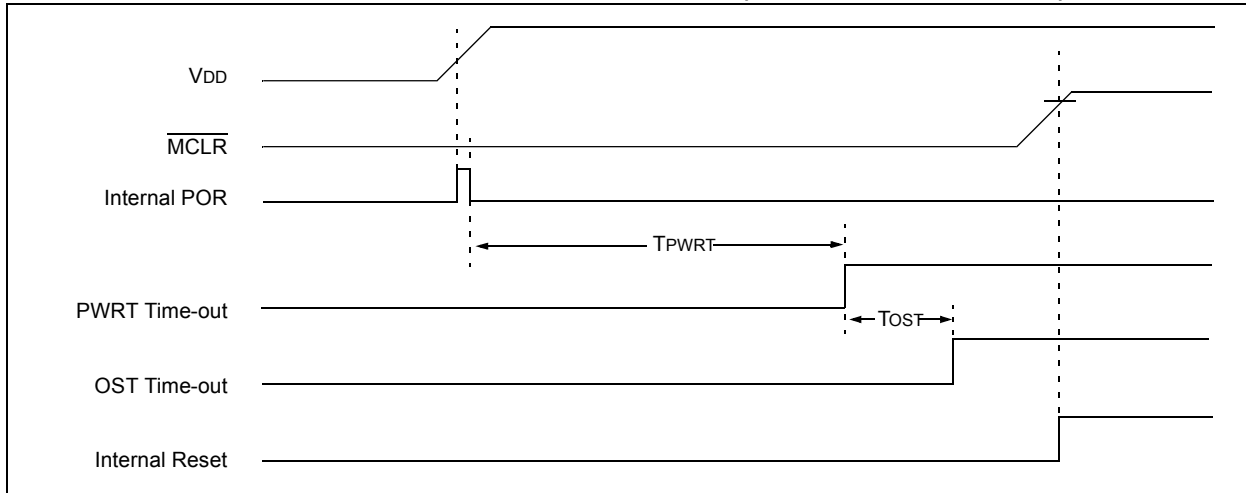 VDD
MCLR
Internal POR
TPWRT
PWRT Time-out
TOST
OST Time-out
Internal Reset